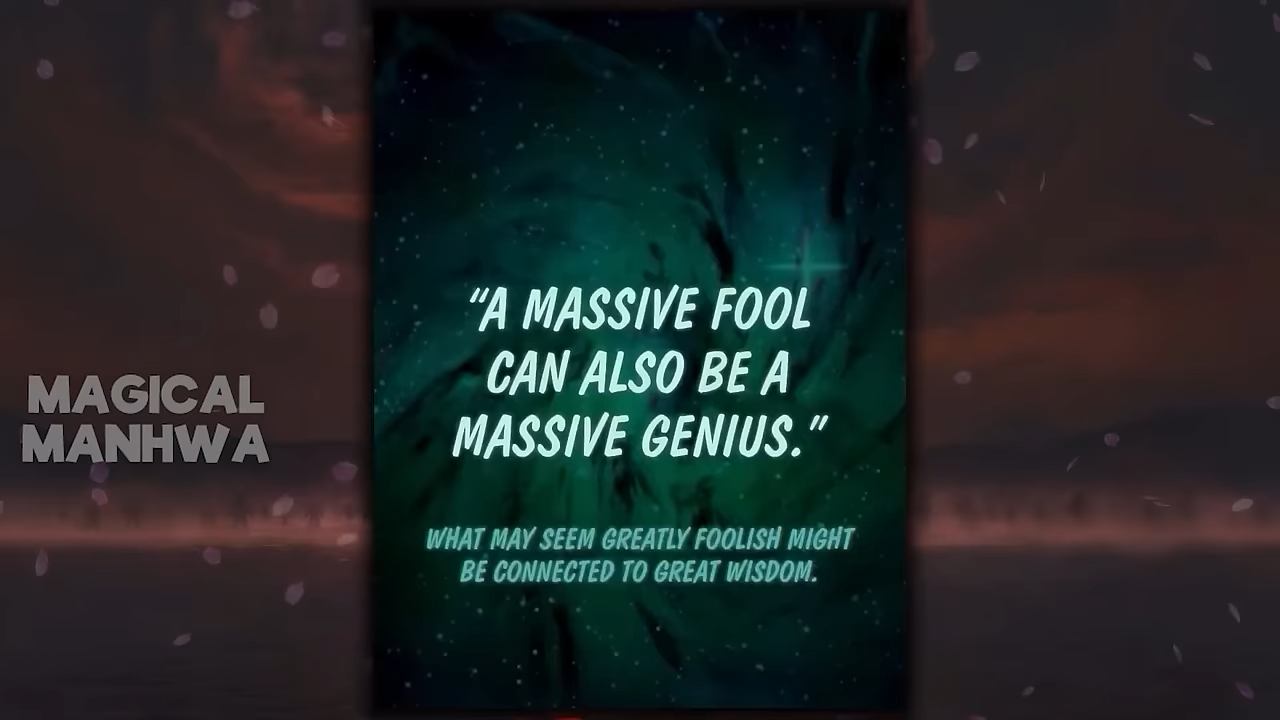 "A MASSIVE FOOL
CAN ALSO BE A
MASSIVE GENIUS."
WHAT MAY SEEM GREATLY FOOLISH MIGHT
BE CONNECTED TO GREAT WISDOM.
MAGICAL
MANHWA